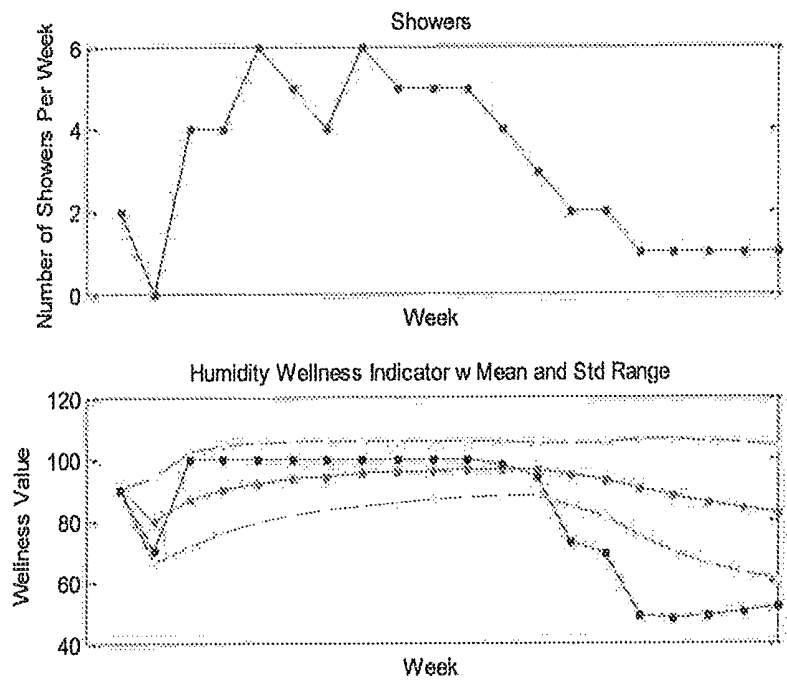 Showers
Number of Showers Per Week
6
4
2
0
Week
Humidity Wellness Indicator w Mean and Std Range
Wellness Value
120
100
80
60
40
Week